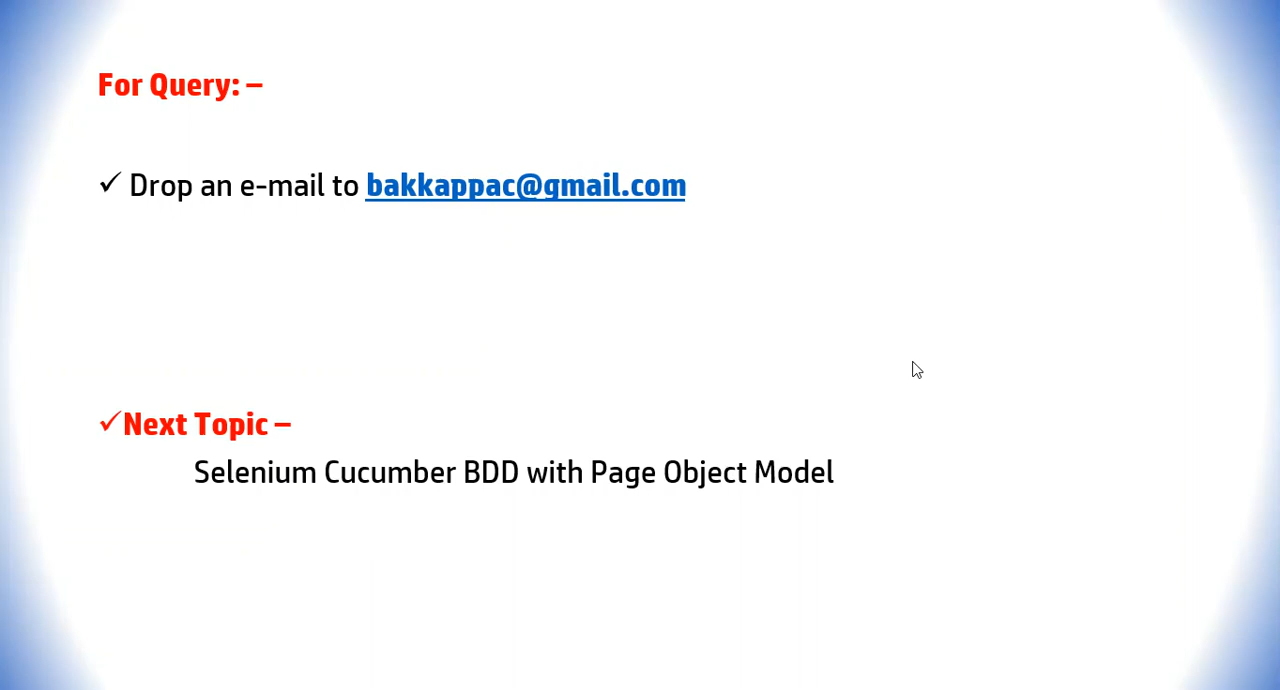 For Query: –
✓ Drop an e-mail to bakkappac@gmail.com
✓Next Topic –
Selenium Cucumber BDD with Page Object Model